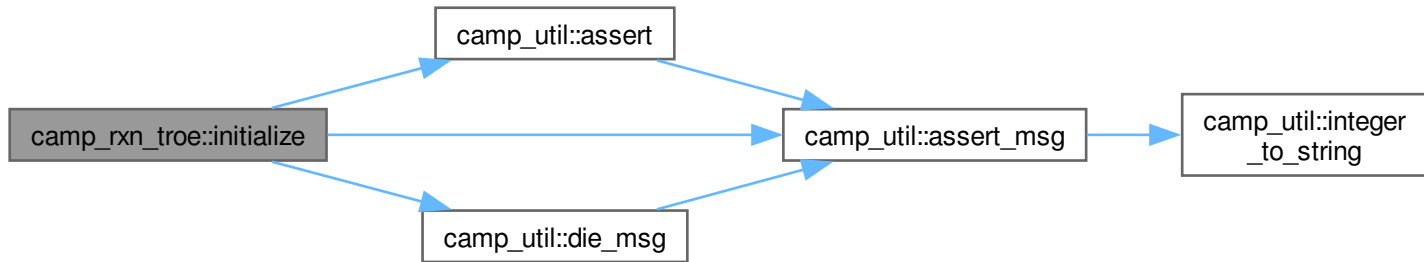 camp_util::assert
camp_rxn_troe::initialize
camp_util::assert_msg
camp_util::integer
_to_string
camp_util::die_msg